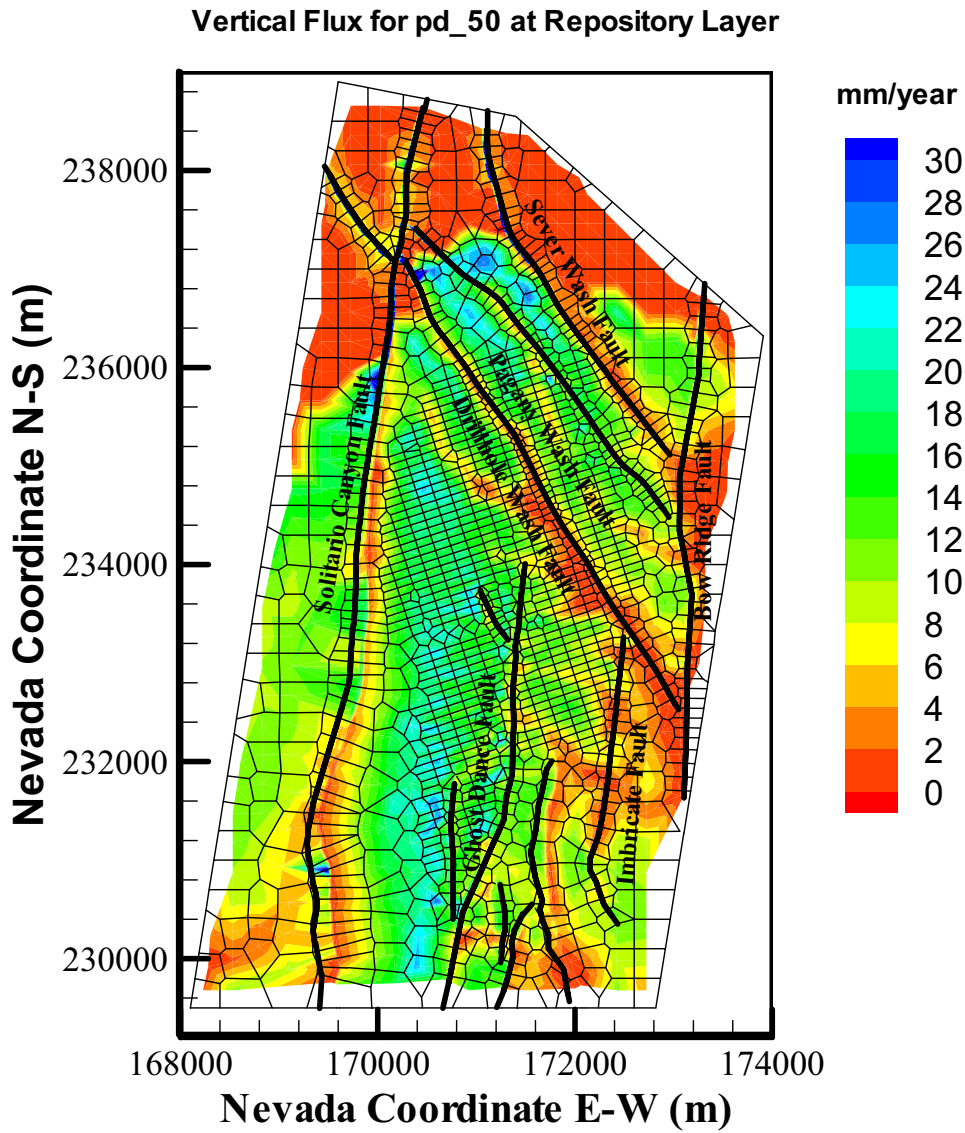 Vertical Flux for pd_50 at Repository Layer
mm/year
30
28
26
24
22
20
18
16
14
12
10
8
6
4
2
0
Nevada Coordinate N-S (m)
238000
236000
234000
232000
230000
Sever Wash Fault
Pagany Wash Fault
Drillhole Wash Fault
Solitario Canyon Fault
Bow Ridge Fault
Ghost Dance Fault
Imbricate Fault
168000
170000
172000
174000
Nevada Coordinate E-W (m)